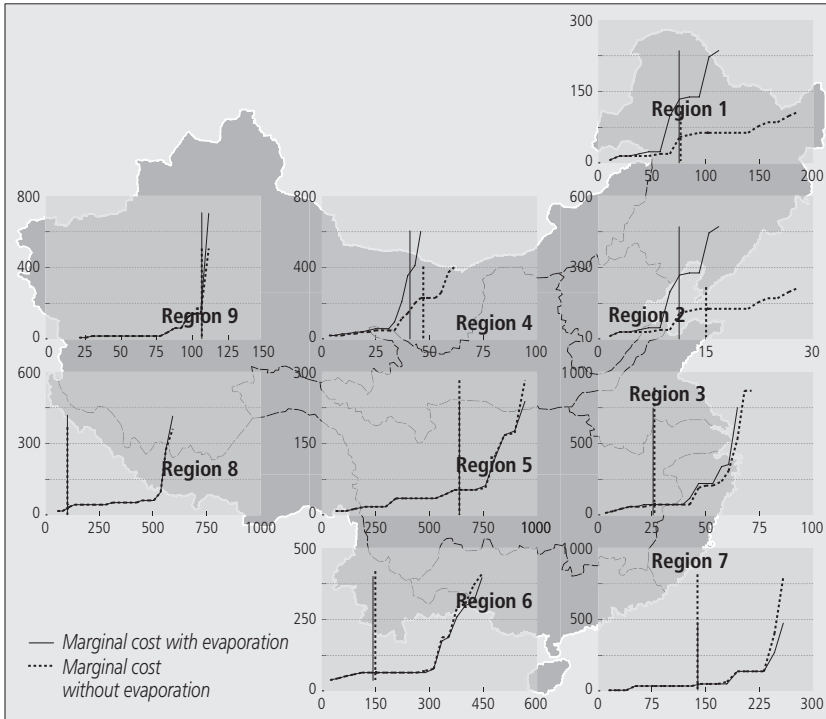 300
150
0
0 50 100 150 200
Region 1
800
400
0
0 25 50 75 100 125 150
Region 9
800
400
0
0 25 50 75 100
Region 4
600
300
0
0 15 30
Region 2
600
300
0
0 250 500 750 1000
Region 8
300
150
0
0 250 500 750 1000
Region 5
1000
500
0
0 25 50 75 100
Region 3
500
250
0
0 150 300 450 600
Region 6
1000
500
0
0 75 150 225 300
Region 7
Marginal cost with evaporation
Marginal cost
without evaporation